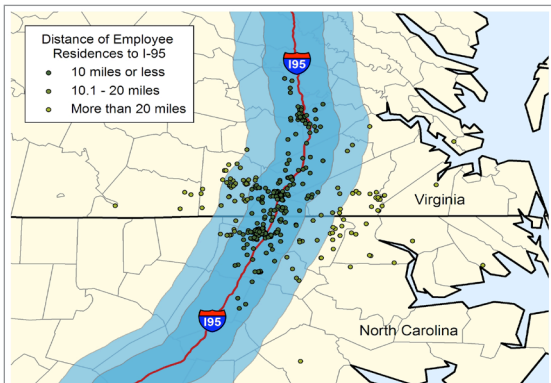 Distance of Employee
Residences to I-95
10 miles or less
10.1 - 20 miles
More than 20 miles
I95
Virginia
I95
North Carolina